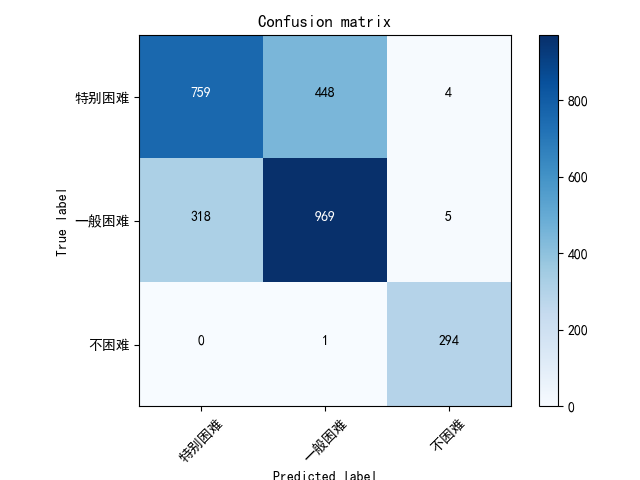 Confusion matrix
特别困难 759 448 4
一般困难 318 969 5
不困难 0 1 294
True label
特别困难 一般困难 不困难
Predicted label
800
600
400
200
0